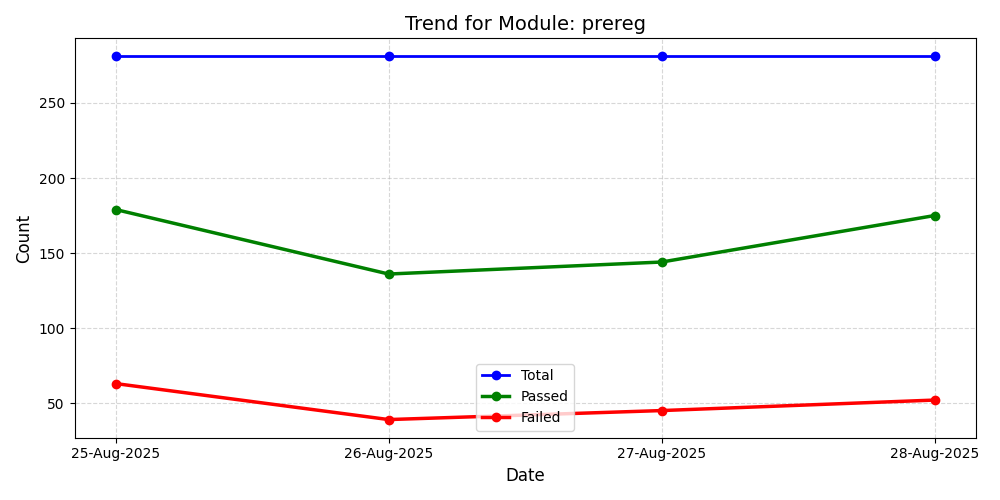 Trend for Module: prereg
Count
250
200
150
100
50
Total
Passed
Failed
25-Aug-2025
26-Aug-2025
27-Aug-2025
28-Aug-2025
Date